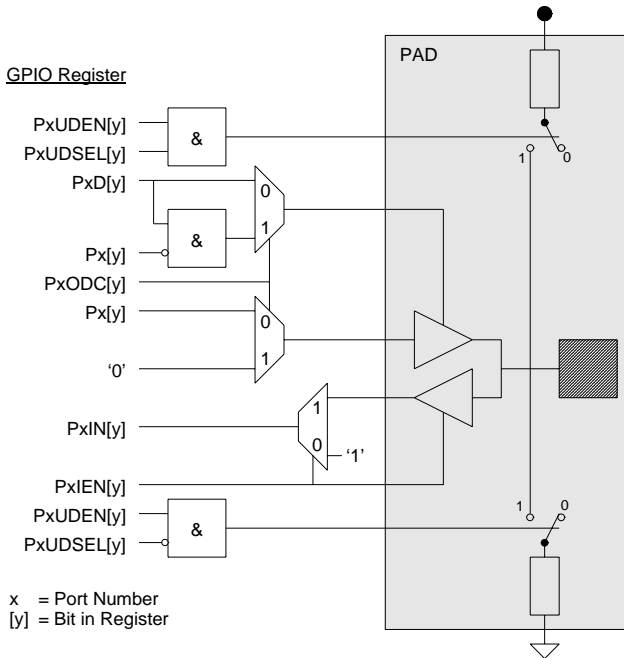 PAD
GPIO Register
PxUDEN[y]
&
PxUDSEL[y]
1
0
PxD[y]
0
&
1
Px[y]
PxODC[y]
Px[y]
0
‘0’
1
PxIN[y]
1
0
‘1’
PxIEN[y]
PxUDEN[y]
1
0
&
PxUDSEL[y]
x = Port Number
[y] = Bit in Register